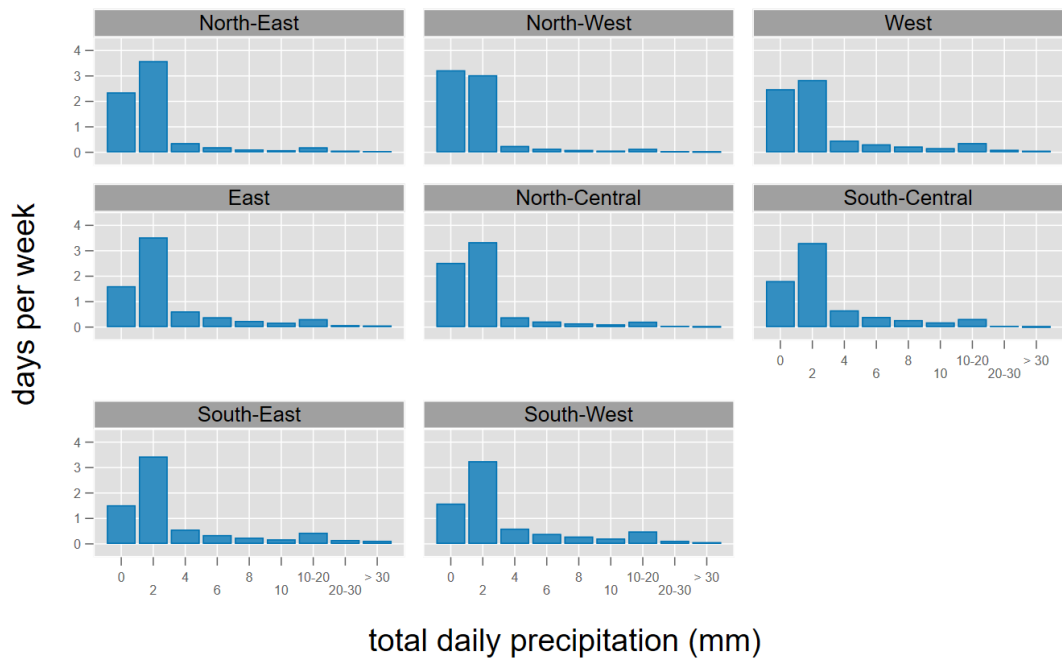 North-East North-West West
4 3 2 1 0
East North-Central South-Central
4 3 2 1 0
0 2 4 6 8 10 10-20 20-30 > 30
South-East South-West
4 3 2 1 0
0 2 4 6 8 10 10-20 20-30 > 30 0 2 4 6 8 10 10-20 20-30 > 30
days per week
total daily precipitation (mm)